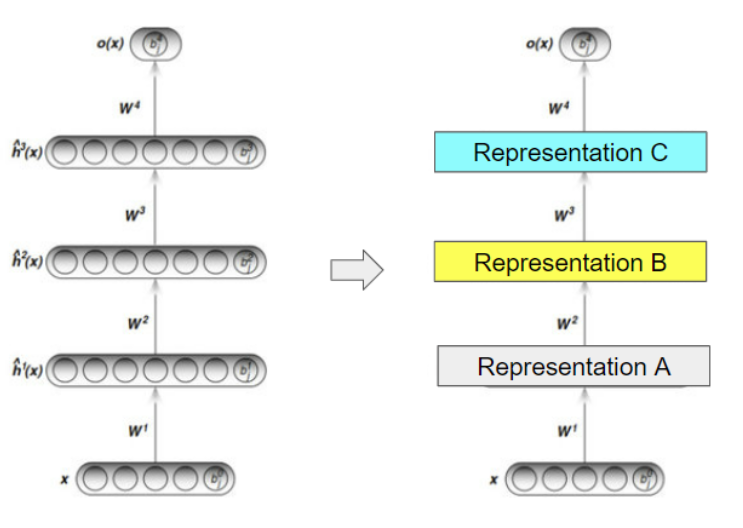 o(x)
W⁴
ĥ³(x)
W³
ĥ²(x)
W²
ĥ¹(x)
W¹
x
o(x)
W⁴
Representation C
W³
Representation B
W²
Representation A
W¹
x